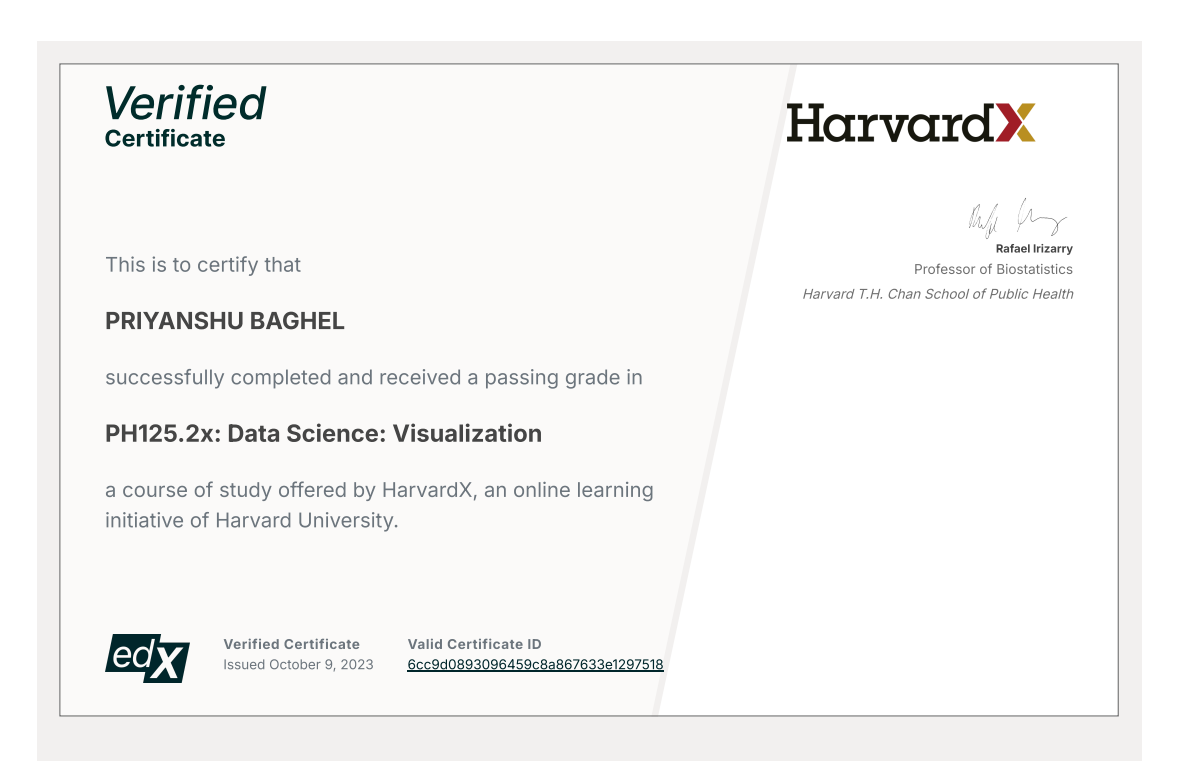 Verified
Certificate
HarvardX
Rafael Irizarry
Professor of Biostatistics
Harvard T.H. Chan School of Public Health
This is to certify that
PRIYANSHU BAGHEL
successfully completed and received a passing grade in
PH125.2x: Data Science: Visualization
a course of study offered by HarvardX, an online learning
initiative of Harvard University.
edX
Verified Certificate
Issued October 9, 2023
Valid Certificate ID
6cc9d0893096459c8a867633e1297518